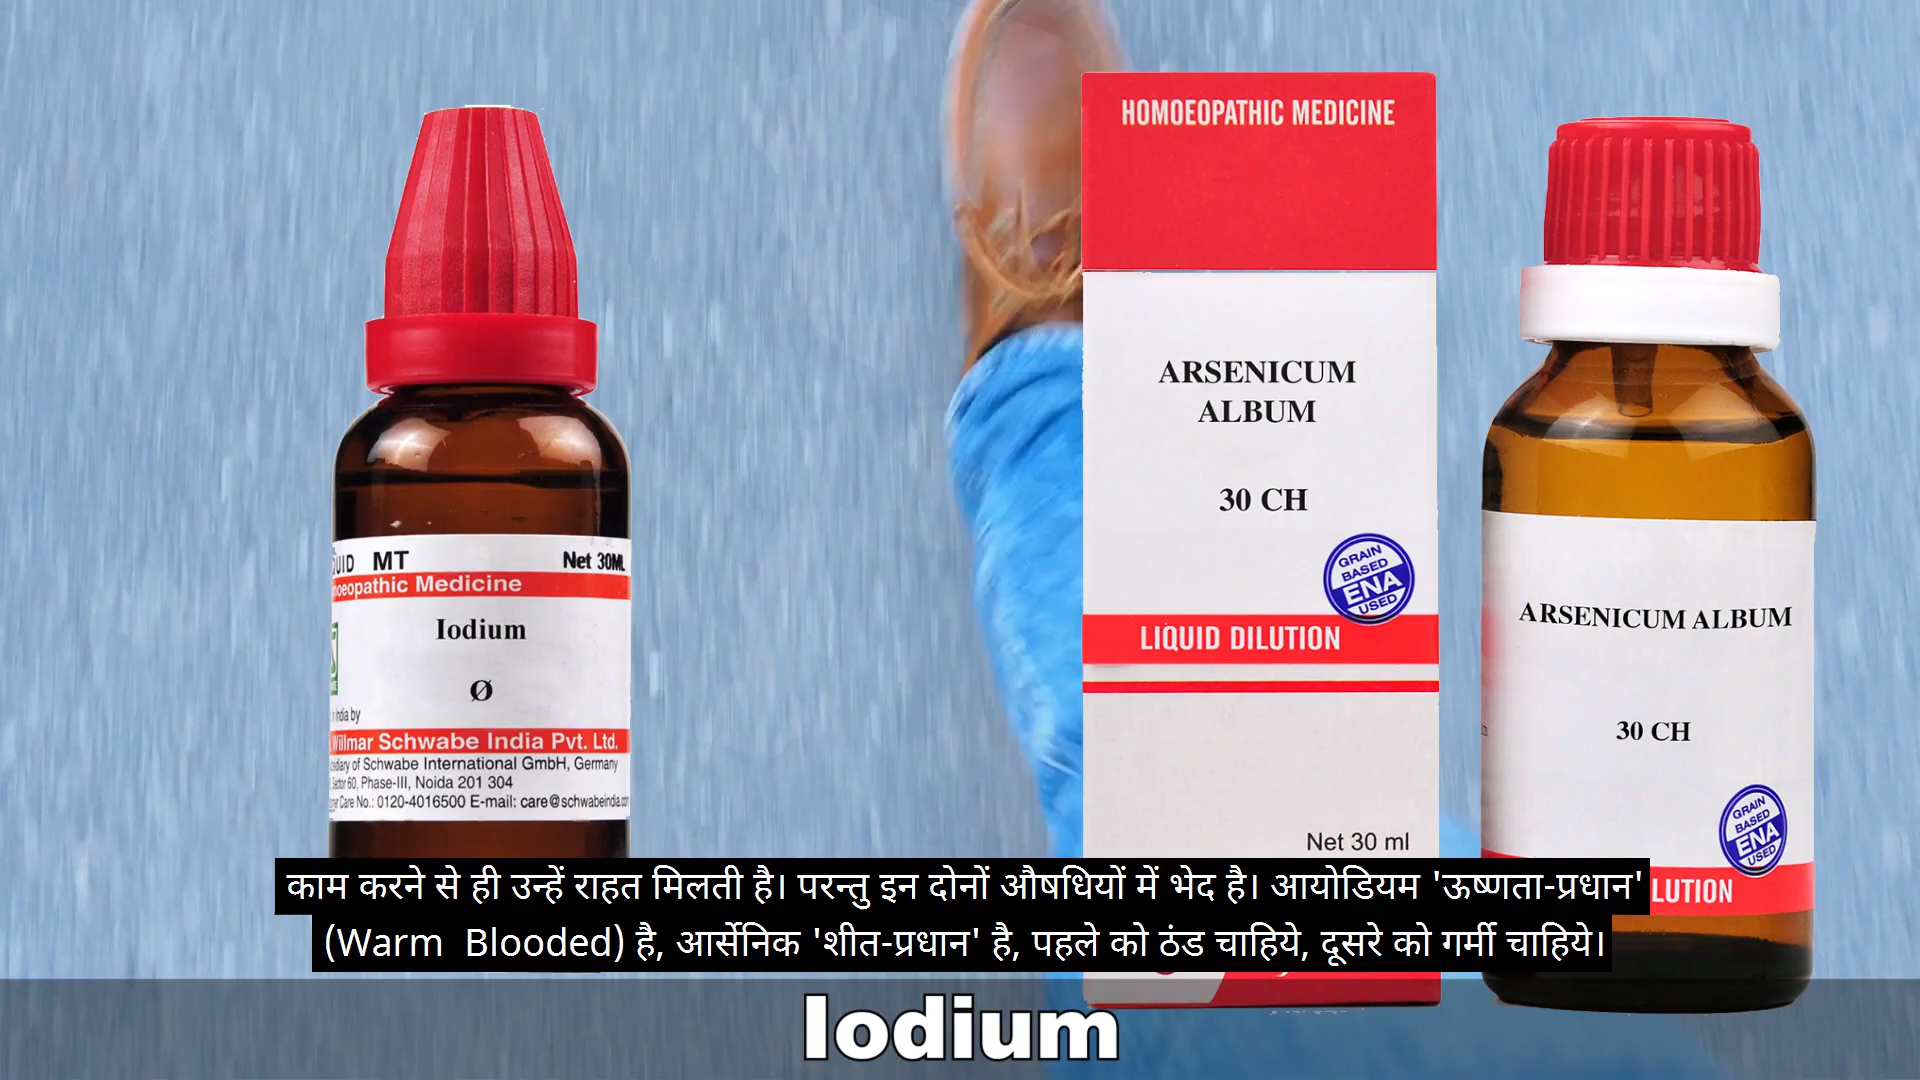 UID MT Net 30ML
oeopathic Medicine
Iodium
Ø
India by
Willmar Schwabe India Pvt. Ltd.
of Schwabe International GmbH, Germany
Sector 60, Phase-III, Noida 201 304
Care No.: 0120-4016500 E-mail: care@schwabeindia.com
HOMOEOPATHIC MEDICINE
ARSENICUM
ALBUM
30 CH
GRAIN
BASED
ENA
USED
LIQUID DILUTION
Net 30 ml
ARSENICUM ALBUM
30 CH
GRAIN
BASED
ENA
USED
LUTION
काम करने से ही उन्हें राहत मिलती है। परन्तु इन दोनों औषधियों में भेद है। आयोडियम 'ऊष्णता-प्रधान'
(Warm Blooded) है, आर्सेनिक 'शीत-प्रधान' है, पहले को ठंड चाहिये, दूसरे को गर्मी चाहिये।
Iodium